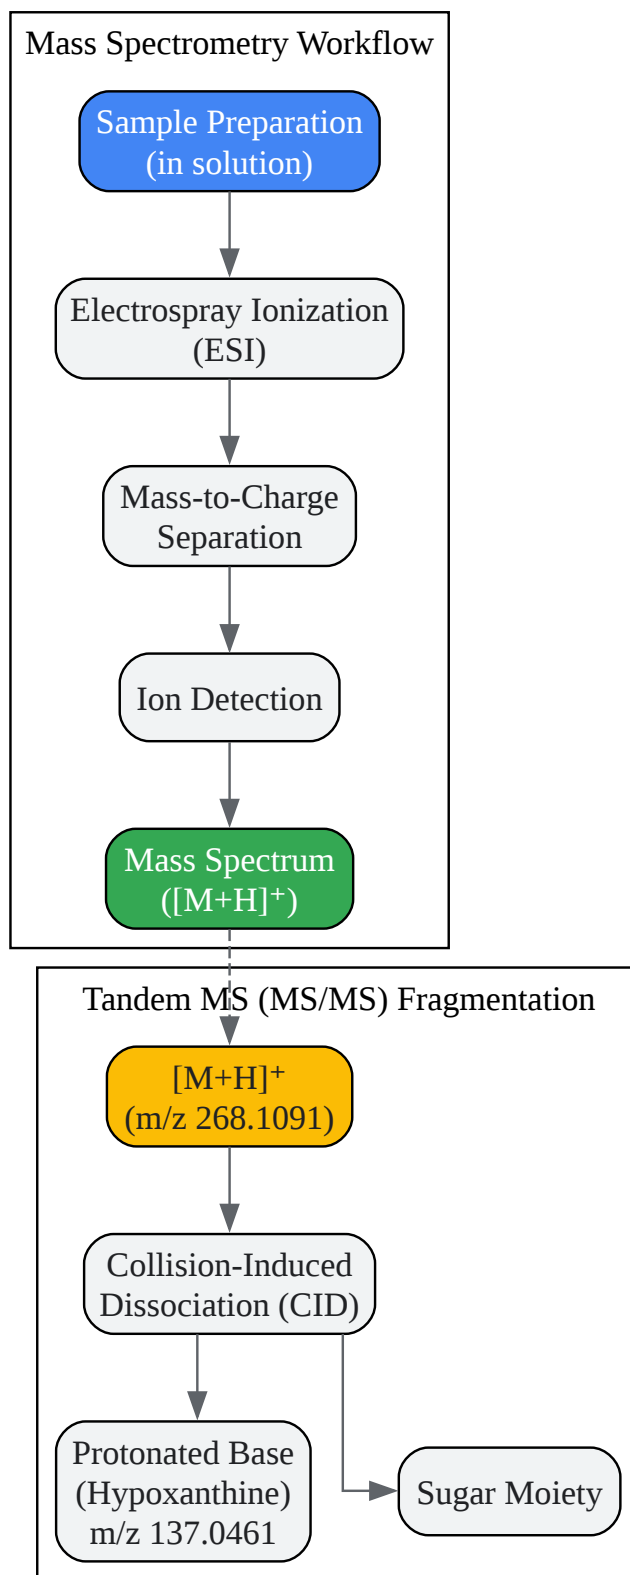 Mass Spectrometry Workflow
Sample Preparation
(in solution)
Electrospray Ionization
(ESI)
Mass-to-Charge
Separation
Ion Detection
Mass Spectrum
([M+H]⁺)
Tandem MS (MS/MS) Fragmentation
[M+H]⁺
(m/z 268.1091)
Collision-Induced
Dissociation (CID)
Protonated Base
(Hypoxanthine)
m/z 137.0461
Sugar Moiety